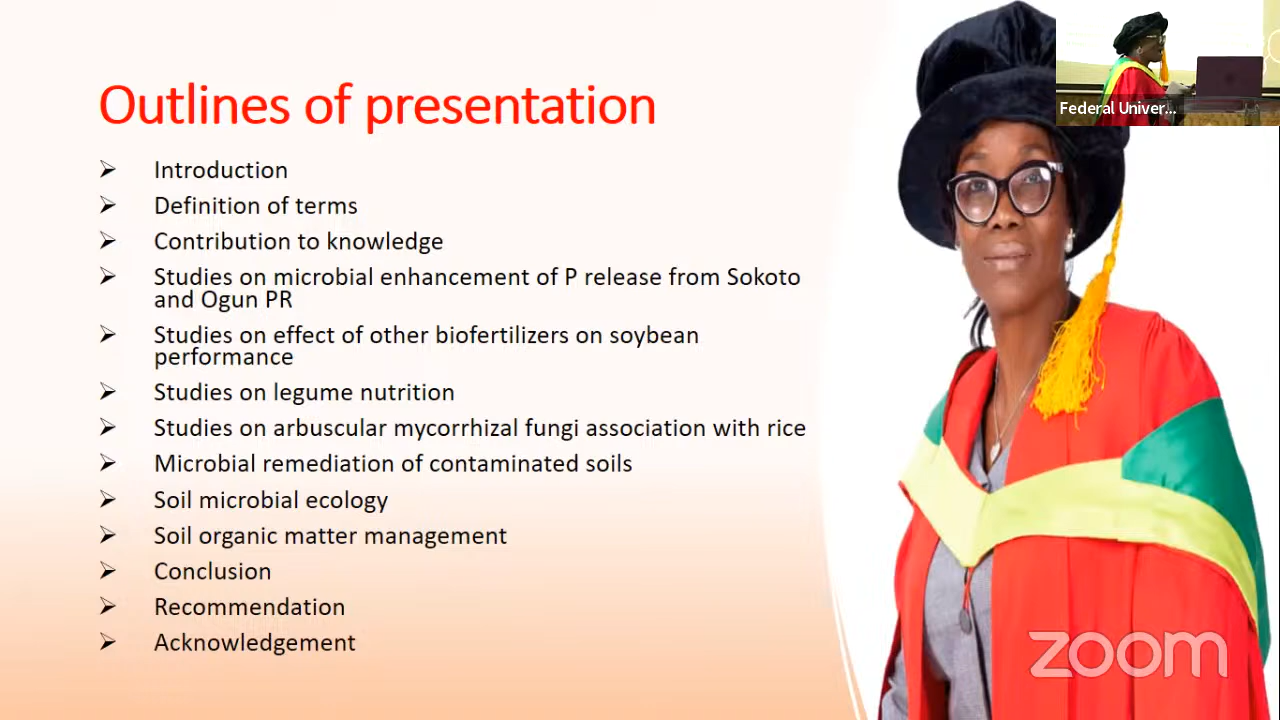 Outlines of presentation
Federal Univer...
Introduction
Definition of terms
Contribution to knowledge
Studies on microbial enhancement of P release from Sokoto
and Ogun PR
Studies on effect of other biofertilizers on soybean
performance
Studies on legume nutrition
Studies on arbuscular mycorrhizal fungi association with rice
Microbial remediation of contaminated soils
Soil microbial ecology
Soil organic matter management
Conclusion
Recommendation
Acknowledgement
zoom